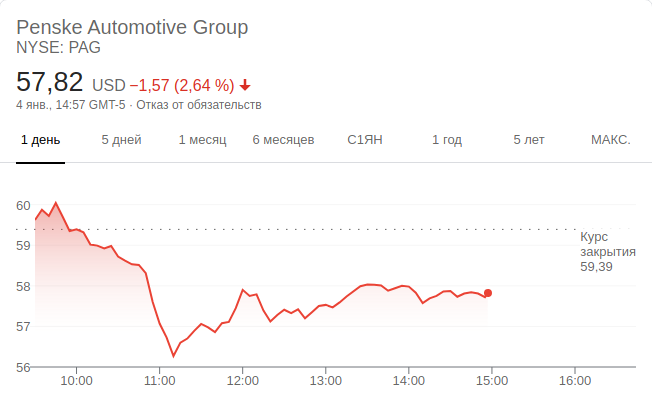 Penske Automotive Group
NYSE: PAG
57,82 USD −1,57 (2,64 %)
4 янв., 14:57 GMT-5 · Отказ от обязательств
1 день 5 дней 1 месяц 6 месяцев С1ЯН 1 год 5 лет МАКС.
60
59
58
57
56
Курс
закрытия
59,39
10:00 11:00 12:00 13:00 14:00 15:00 16:00